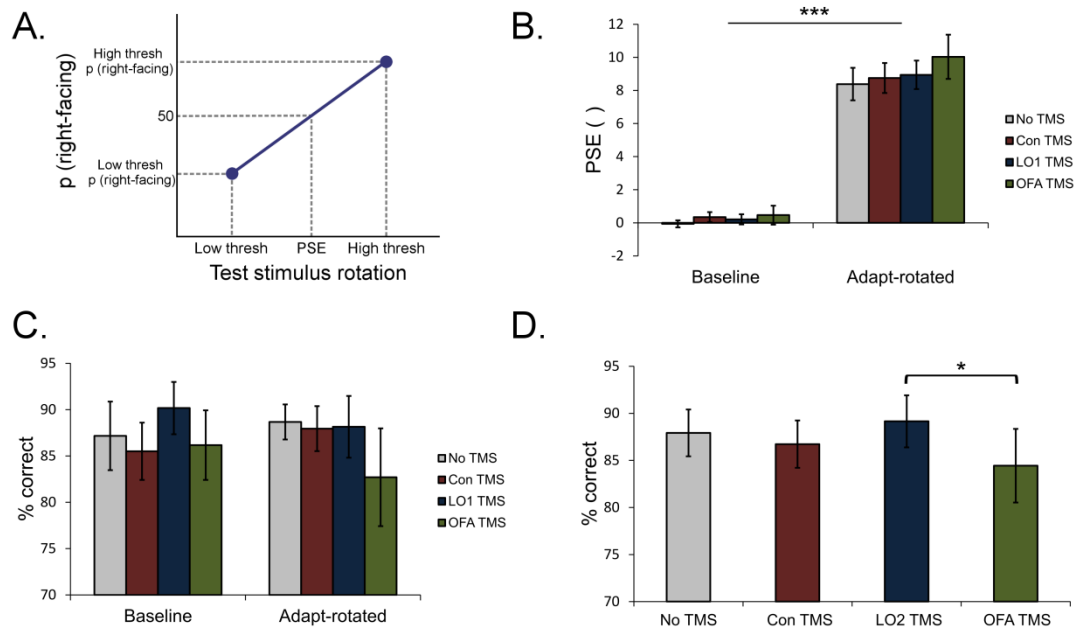 A.
High thresh
p (right-facing)
50
Low thresh
p (right-facing)
p (right-facing)
Low thresh
PSE
High thresh
Test stimulus rotation
B.
***
12
10
8
6
4
2
0
-2
PSE ( )
Baseline
Adapt-rotated
No TMS
Con TMS
LO1 TMS
OFA TMS
C.
95
90
85
80
75
70
% correct
Baseline
Adapt-rotated
No TMS
Con TMS
LO1 TMS
OFA TMS
D.
*
95
90
85
80
75
70
% correct
No TMS
Con TMS
LO2 TMS
OFA TMS